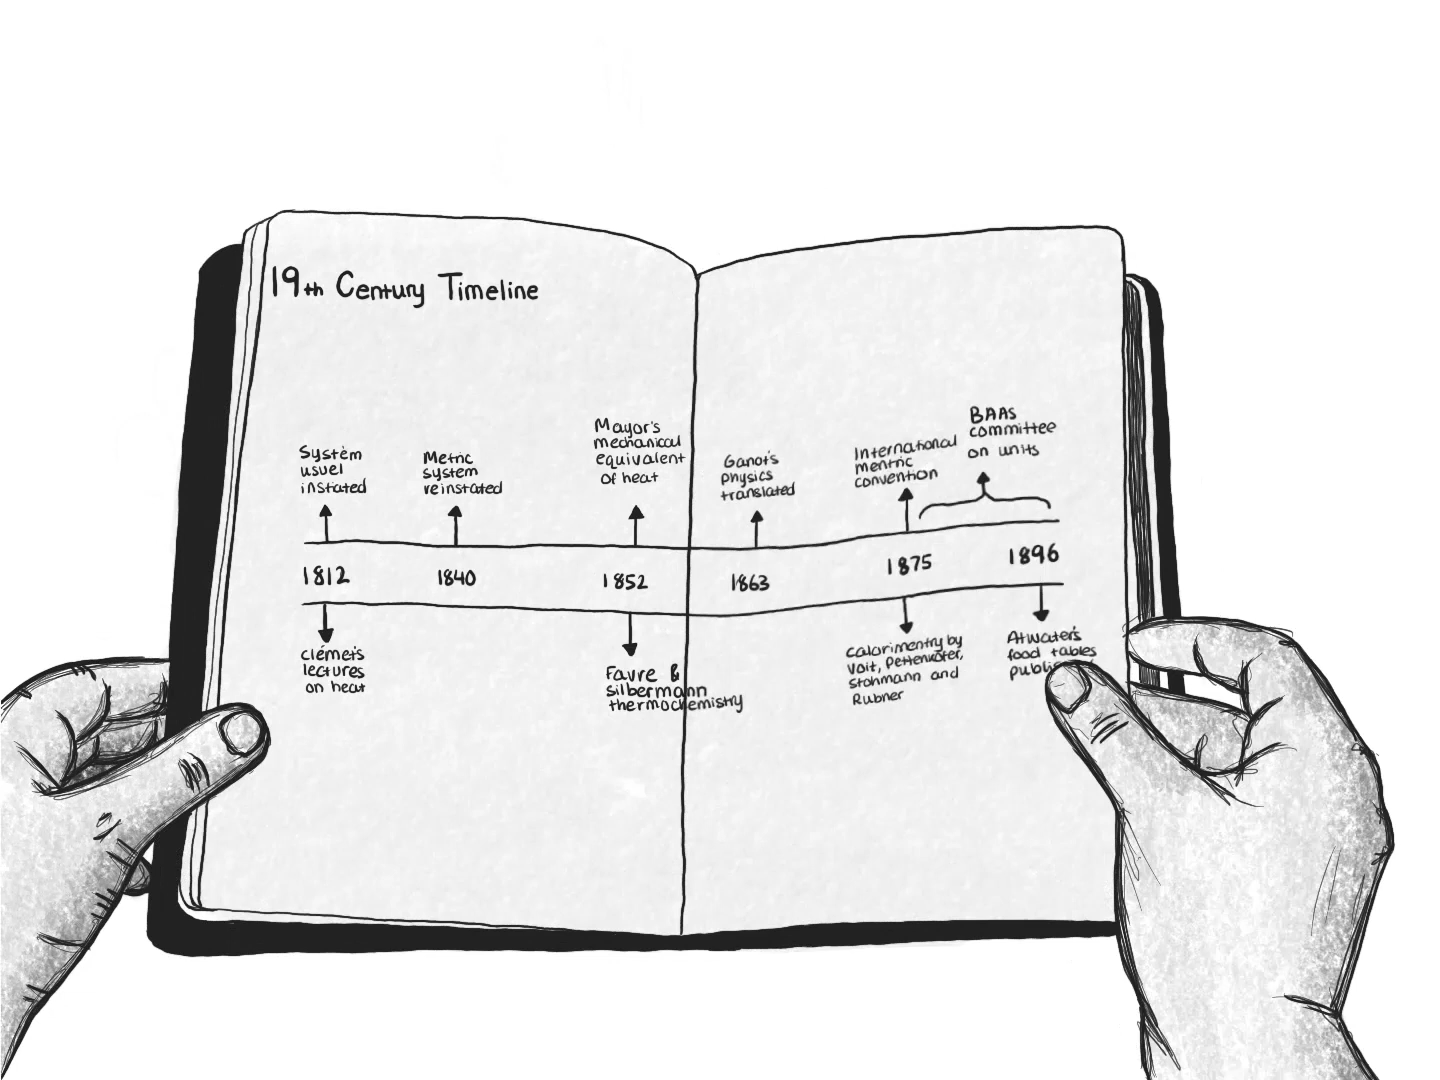 19th Century Timeline
Systèm
usuel
instated
Metric
system
reinstated
Mayor's
mechanical
equivalent
of heat
Ganot's
physics
translated
International
mentric
convention
BAAS
committee
on units
1812
1840
1852
1863
1875
1896
Clémet's
lectures
on heat
Favre &
silbermann
thermochemistry
Calorimentry by
Voit, Pettenkofer,
Stohmann and
Rubner
Atwater's
food tables